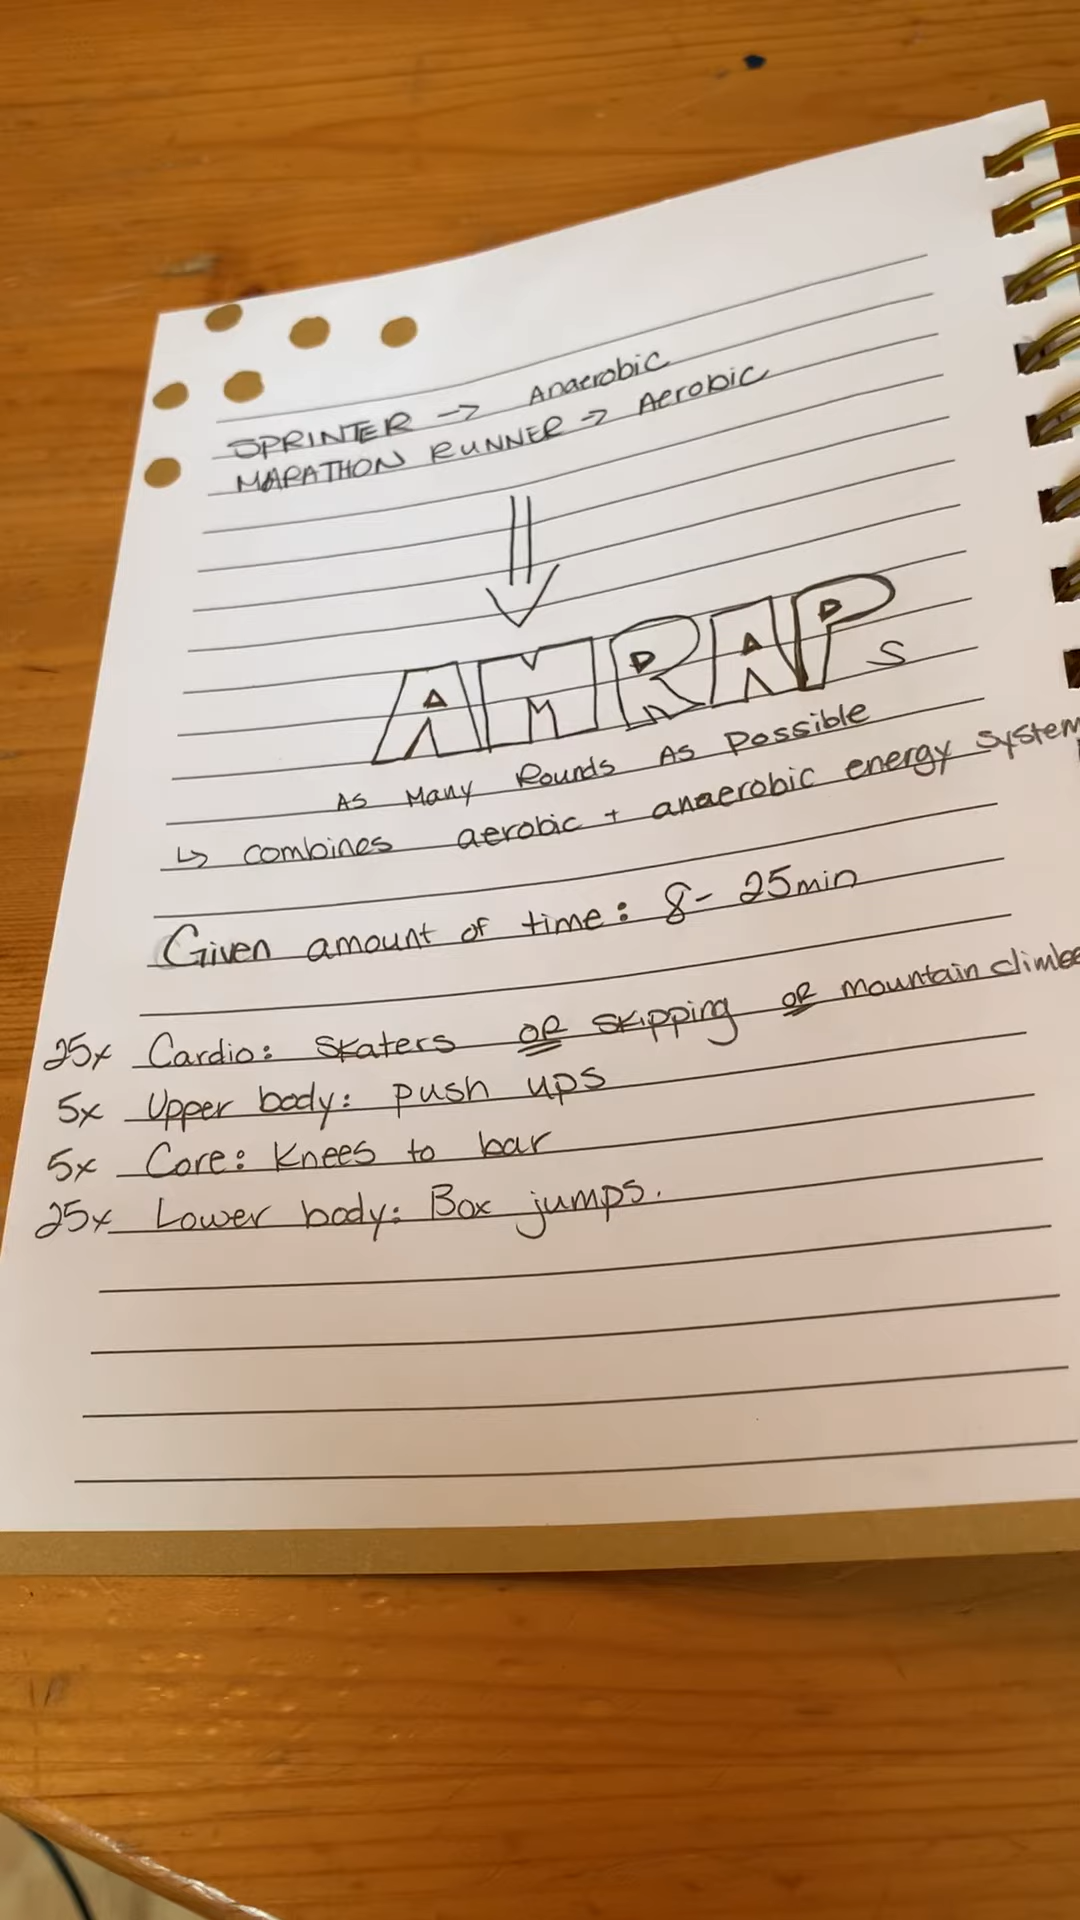 SPRINTER -> Anaerobic
MARATHON RUNNER -> Aerobic
AMRAPs
As Many Rounds As Possible
↳ combines aerobic + anaerobic energy system
Given amount of time: 8 - 25min
25x Cardio: Skaters OR skipping OR mountain climbe
5x Upper body: push ups
5x Core: Knees to bar
25x Lower body: Box jumps.